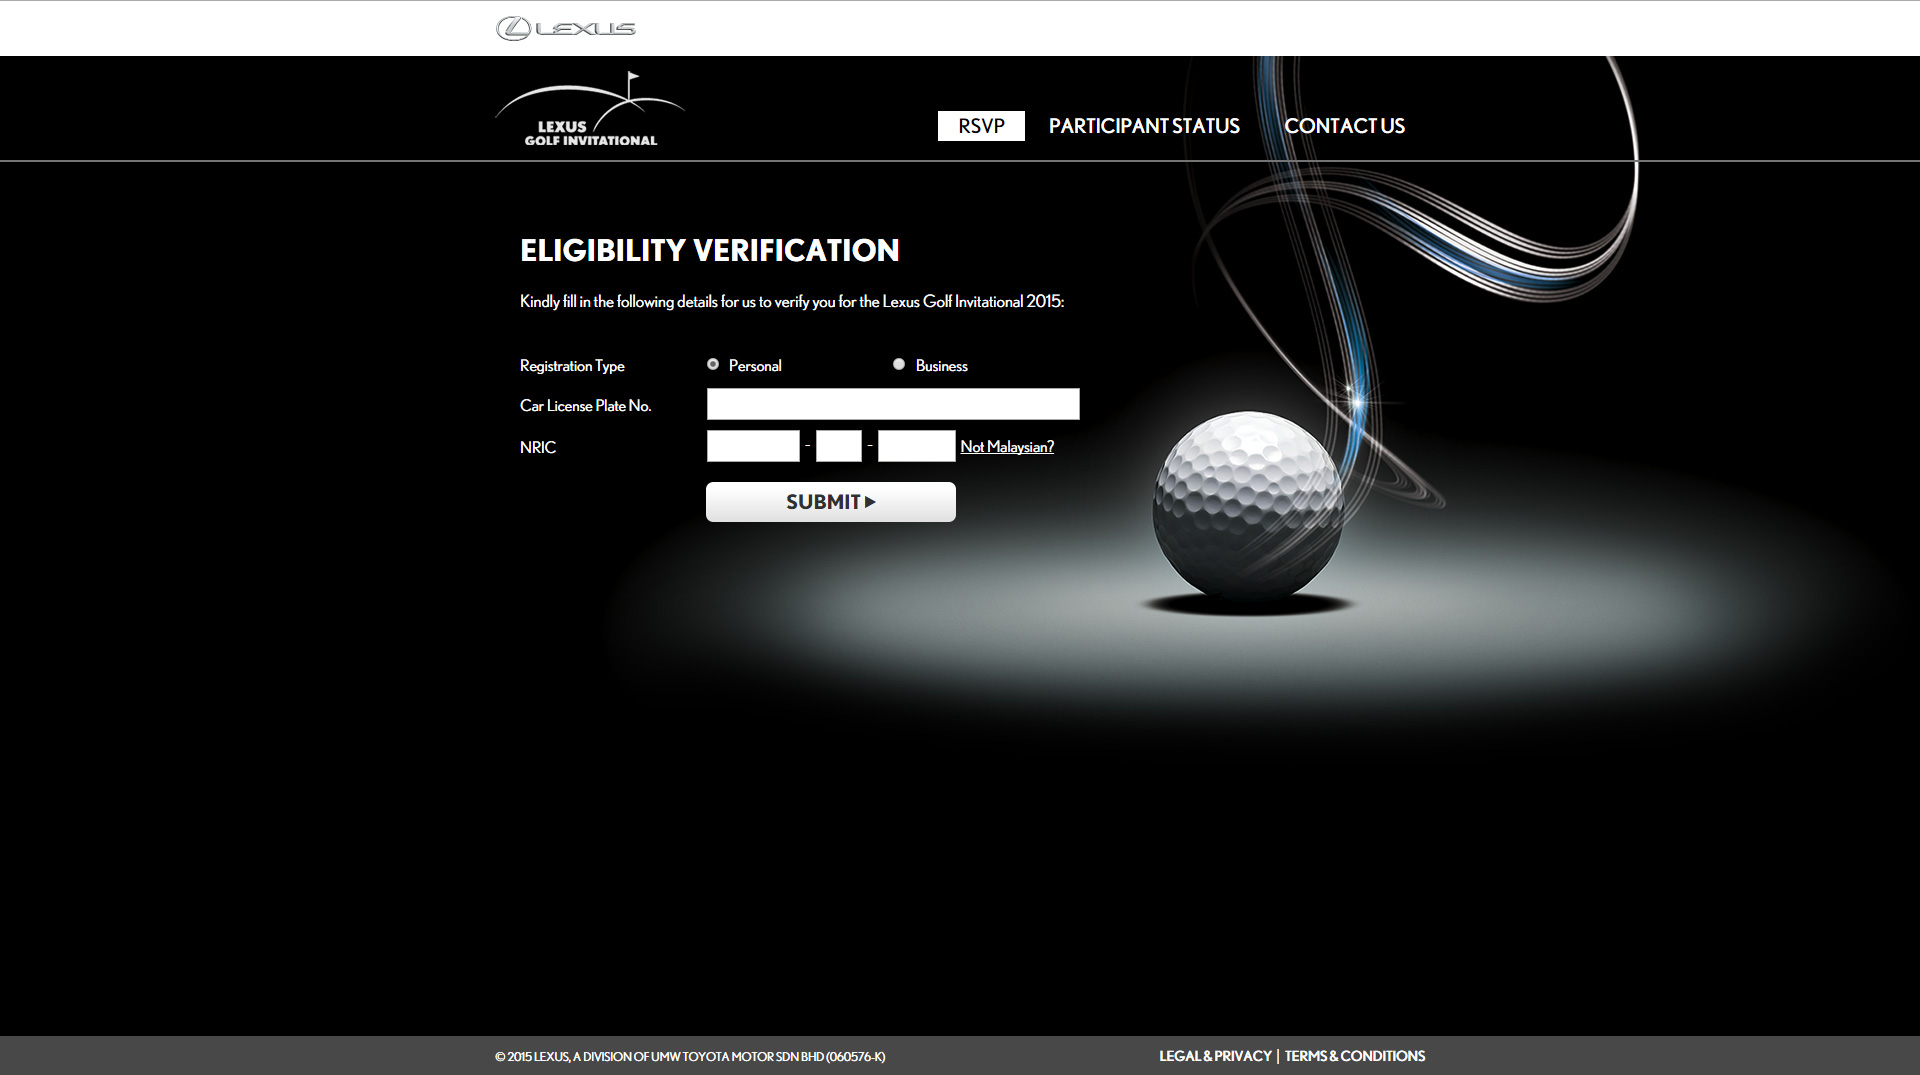 LEXUS
LEXUS
GOLF INVITATIONAL
RSVP
PARTICIPANT STATUS
CONTACT US
ELIGIBILITY VERIFICATION
Kindly fill in the following details for us to verify you for the Lexus Golf Invitational 2015:
Registration Type
Personal
Business
Car License Plate No.
NRIC - - Not Malaysian?
SUBMIT
© 2015 LEXUS, A DIVISION OF UMW TOYOTA MOTOR SDN BHD (060576-K)
LEGAL & PRIVACY | TERMS & CONDITIONS